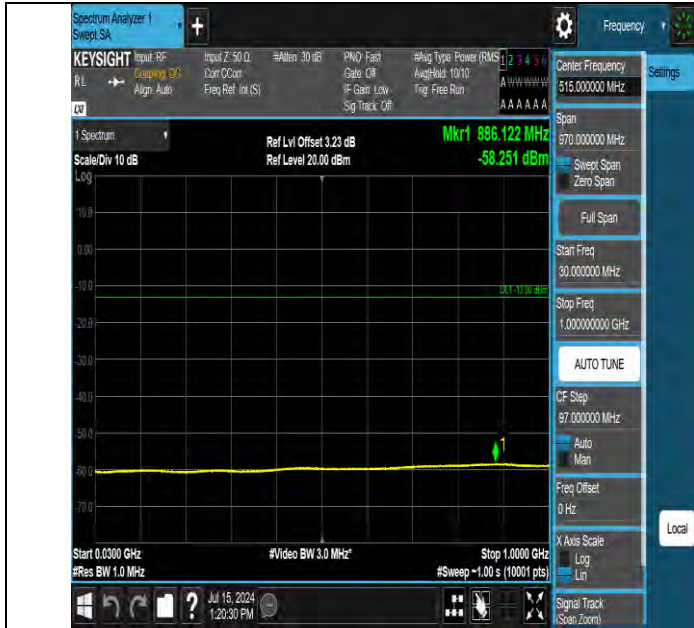 Spectrum Analyzer 1
Swept SA
+
Frequency
KEYSIGHT
Input: RF
Coupling: DC
Align: Auto
Input Z: 50 Ω
Corr CCorr
Freq Ref: Int (S)
#Atten: 30 dB
PNO: Fast
Gate: Off
IF Gain: Low
Sig Track: Off
#Avg Type: Power (RMS
Avg|Hold: 10/10
Trig: Free Run
1 2 3 4 5 6
A W W W W W
A A A A A A
RL
LXI
1 Spectrum
Scale/Div 10 dB
Log
Ref Lvl Offset 3.23 dB
Ref Level 20.00 dBm
Mkr1 886.122 MHz
-58.251 dBm
10.0
0.00
-10.0
DL1 -13.00 dBm
-20.0
-30.0
-40.0
-50.0
1
-60.0
-70.0
Start 0.0300 GHz
#Res BW 1.0 MHz
#Video BW 3.0 MHz*
Stop 1.0000 GHz
#Sweep ~1.00 s (10001 pts)
?
Jul 15, 2024
1:20:30 PM
Center Frequency
515.000000 MHz
Settings
Span
970.000000 MHz
Swept Span
Zero Span
Full Span
Start Freq
30.000000 MHz
Stop Freq
1.000000000 GHz
AUTO TUNE
CF Step
97.000000 MHz
Auto
Man
Freq Offset
0 Hz
X Axis Scale
Log
Lin
Signal Track
(Span Zoom)
Local